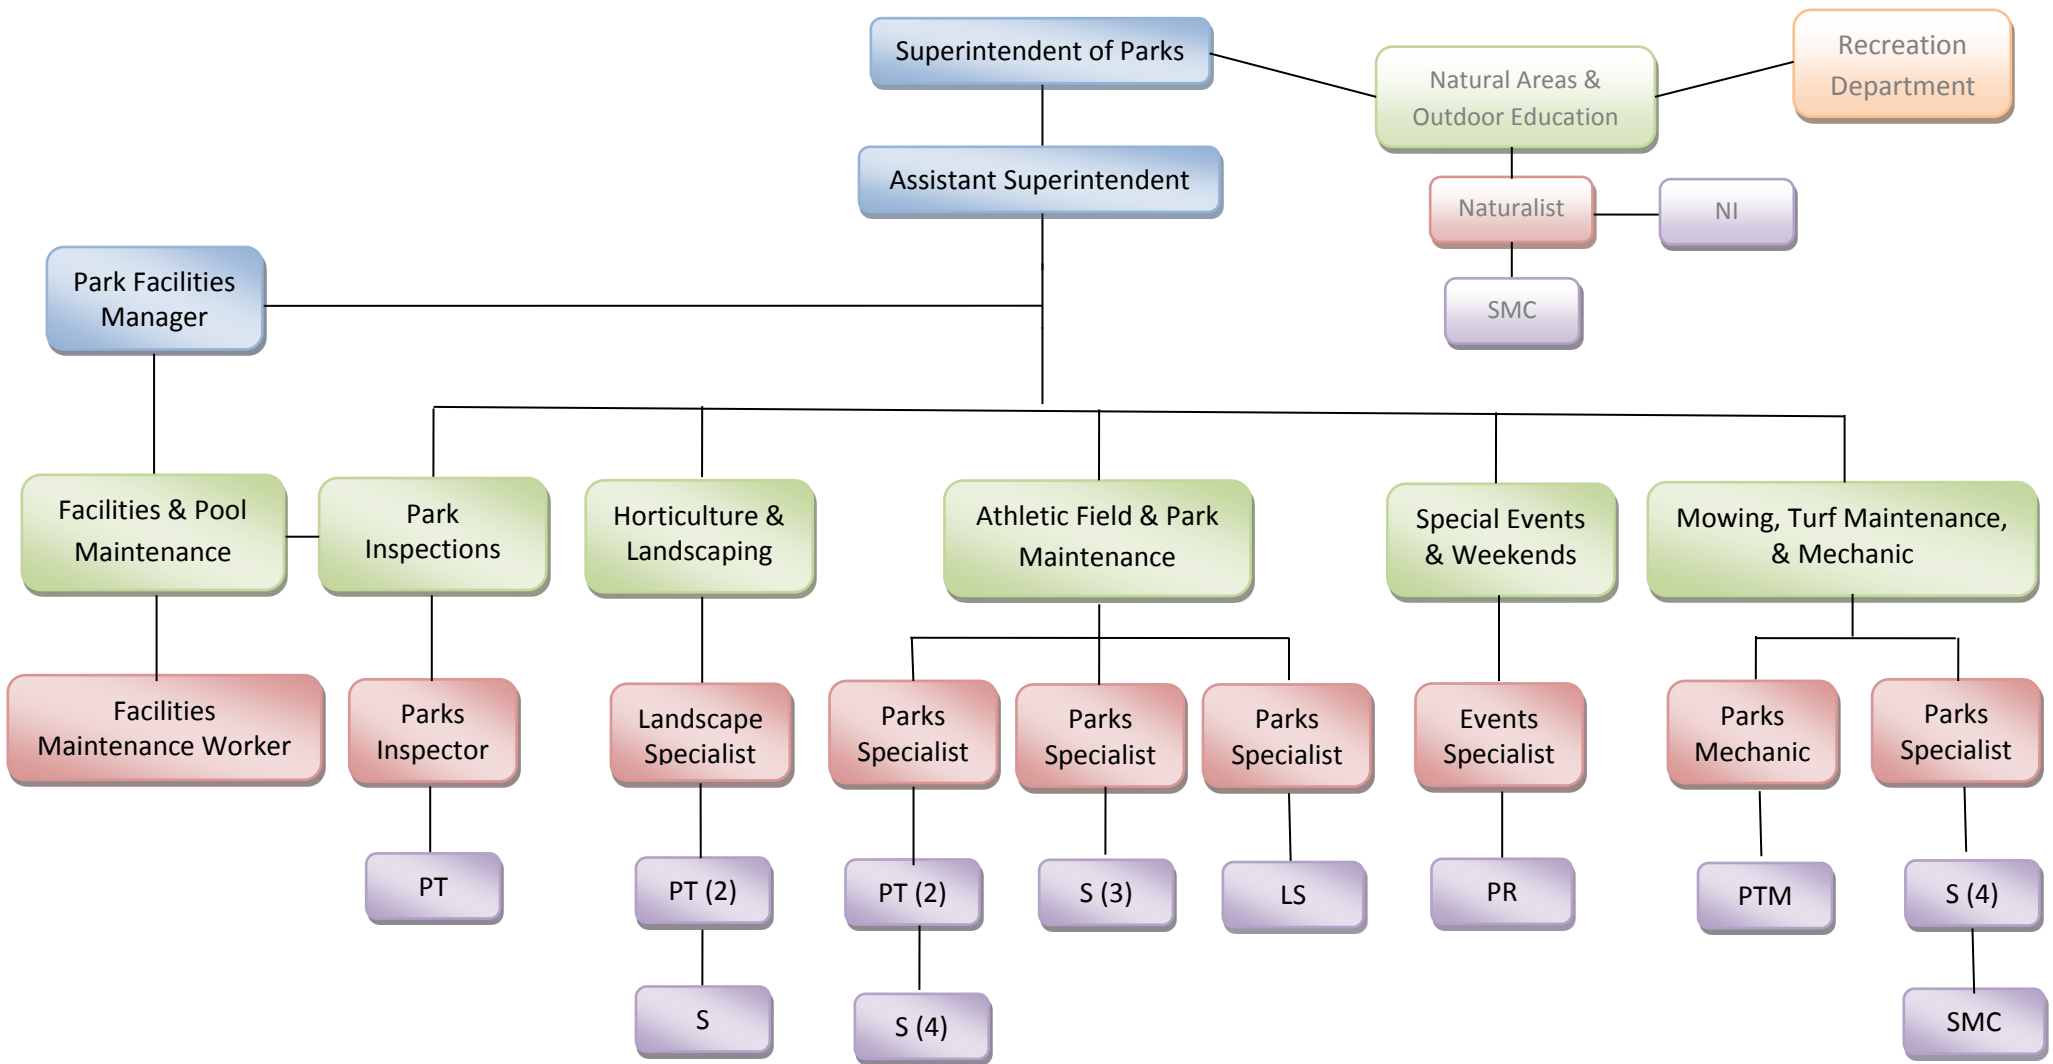 Superintendent of Parks
Natural Areas &
Outdoor Education
Recreation
Department
Assistant Superintendent
Naturalist
NI
SMC
Park Facilities
Manager
Facilities & Pool
Maintenance
Park
Inspections
Horticulture &
Landscaping
Athletic Field & Park
Maintenance
Special Events
& Weekends
Mowing, Turf Maintenance,
& Mechanic
Facilities
Maintenance Worker
Parks
Inspector
Landscape
Specialist
Parks
Specialist
Parks
Specialist
Parks
Specialist
Events
Specialist
Parks
Mechanic
Parks
Specialist
PT
PT (2)
PT (2)
S (3)
LS
PR
PTM
S (4)
S
S (4)
SMC